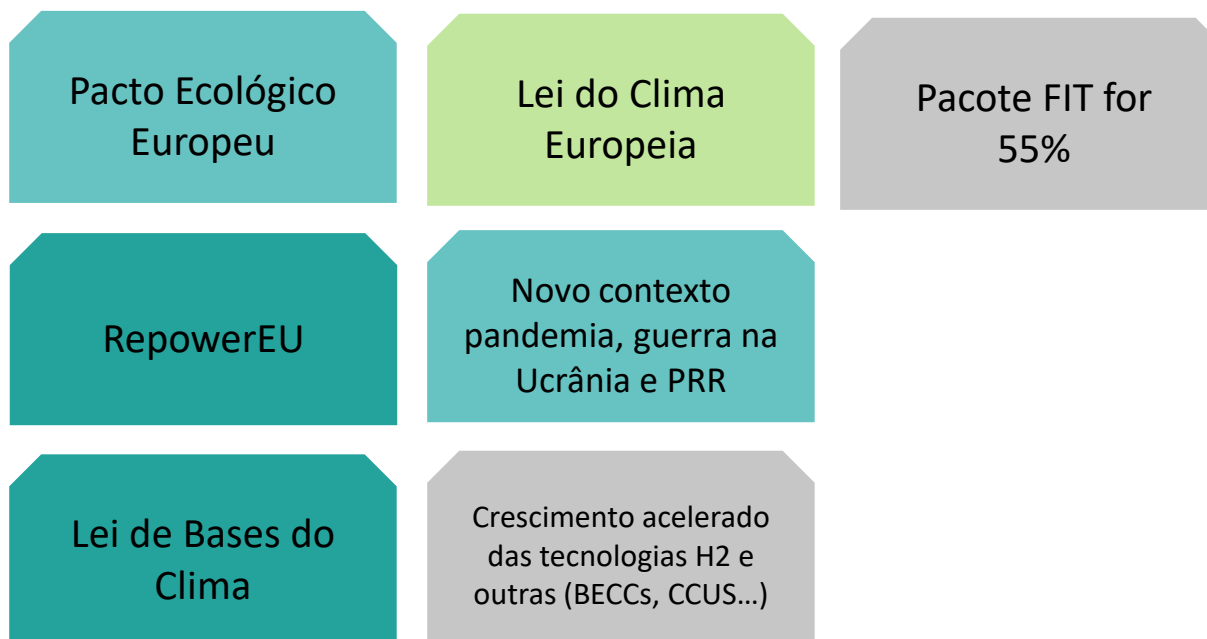 Pacto Ecológico
Europeu
Lei do Clima
Europeia
Pacote FIT for
55%
RepowerEU
Novo contexto
pandemia, guerra na
Ucrânia e PRR
Lei de Bases do
Clima
Crescimento acelerado
das tecnologias H2 e
outras (BECCs, CCUS…)